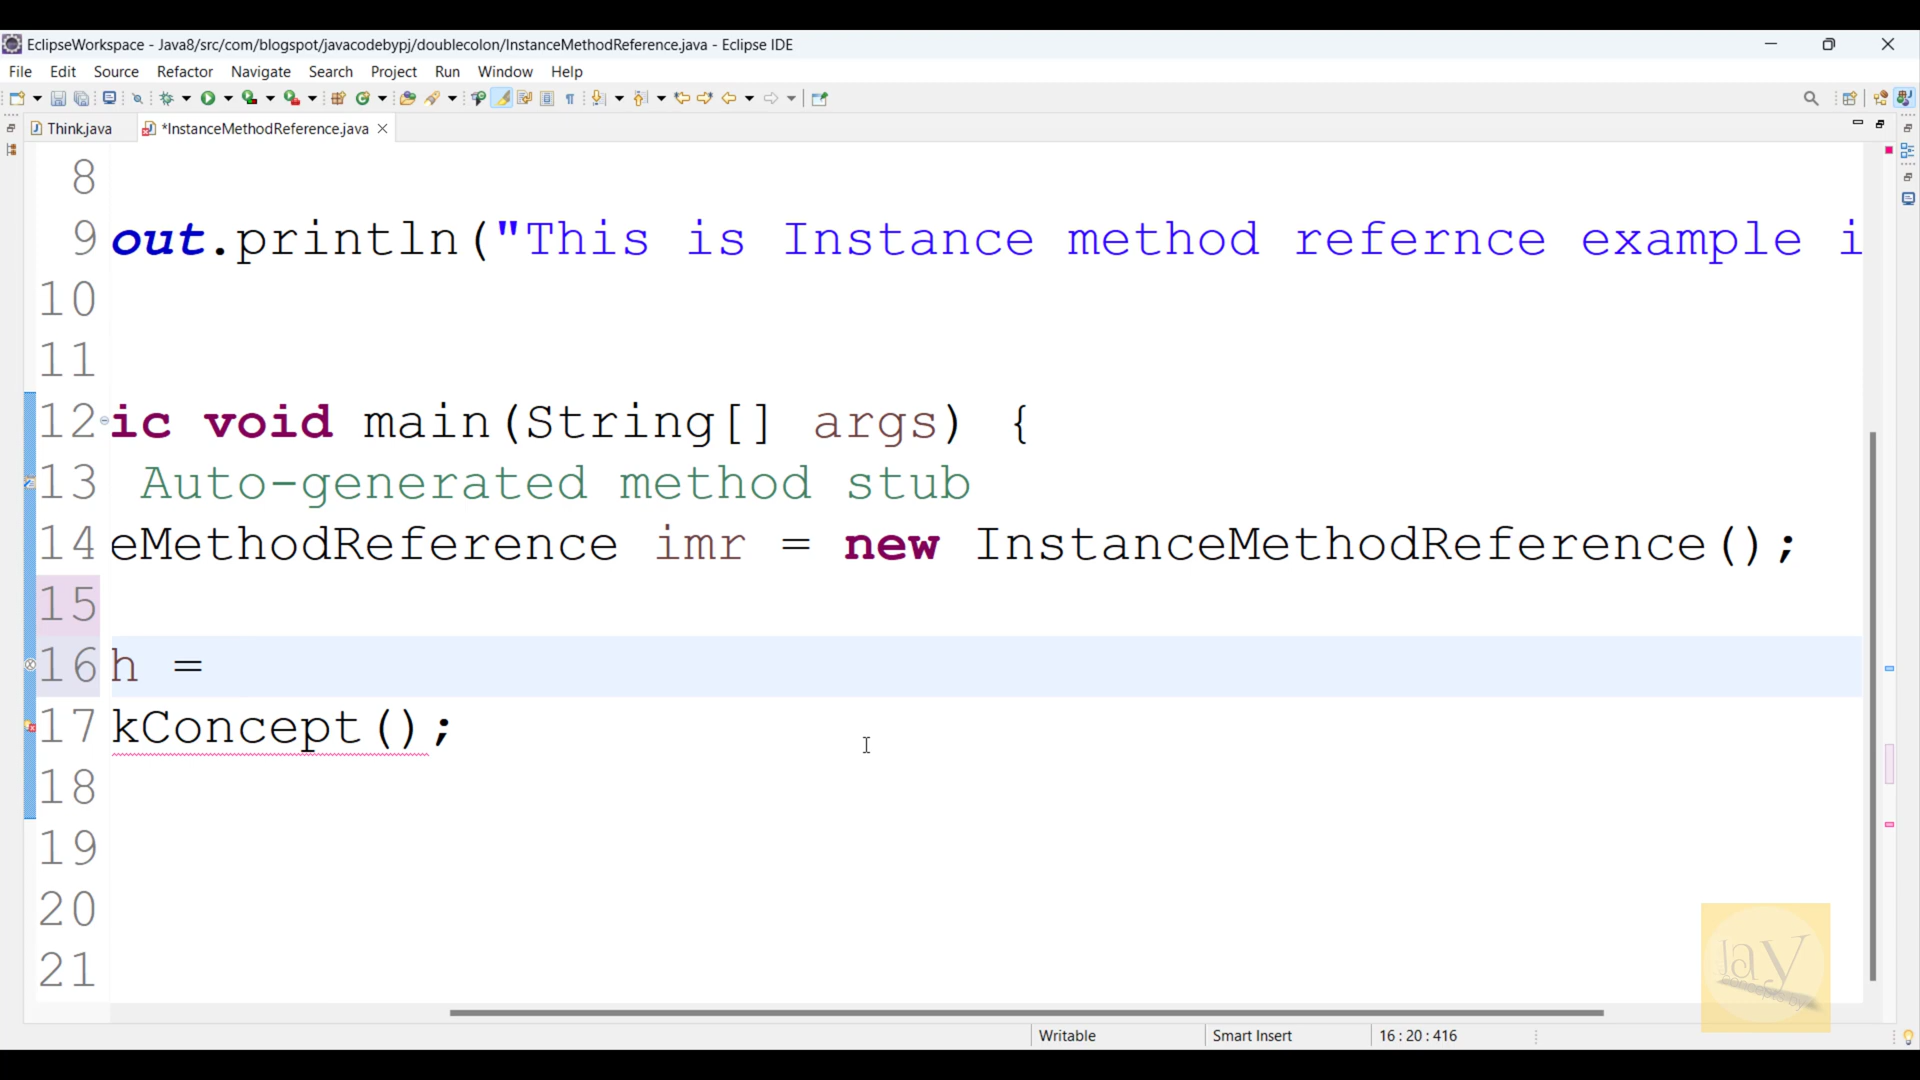 EclipseWorkspace - Java8/src/com/blogspot/javacodebypj/doublecolon/InstanceMethodReference.java - Eclipse IDE
File Edit Source Refactor Navigate Search Project Run Window Help
Think.java *InstanceMethodReference.java
8
9 out.println("This is Instance method refernce example i
10
11
12 ic void main(String[] args) {
13 Auto-generated method stub
14 eMethodReference imr = new InstanceMethodReference();
15
16 h =
17 kConcept();
18
19
20
21
Jay
Concepts by
Writable Smart Insert 16 : 20 : 416